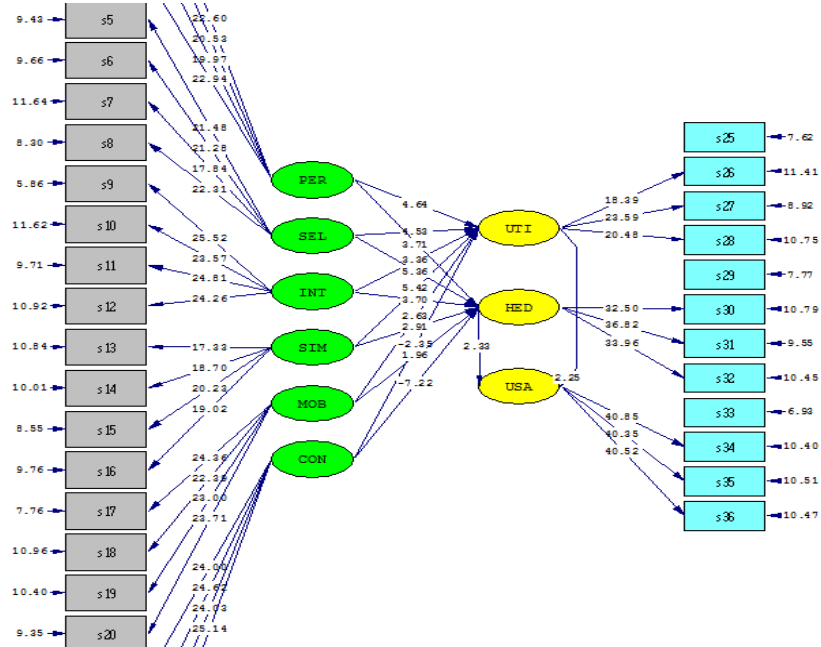 9.43 s5
9.66 s6
11.64 s7
8.30 s8
5.86 s9
11.62 s10
9.71 s11
10.92 s12
10.84 s13
10.01 s14
8.55 s15
9.76 s16
7.76 s17
10.96 s18
10.40 s19
9.35 s20
22.60
20.53
19.97
22.94
21.48
21.28
17.84
22.31
25.52
23.57
24.81
24.26
17.33
18.70
20.23
19.02
24.36
22.38
23.00
23.71
24.00
24.62
24.03
25.14
PER
SEL
INT
SIM
MOB
CON
4.64
4.53
3.71
3.36
5.36
5.42
3.70
2.63
2.91
-2.35
1.96
-7.22
UTI
HED
USA
2.33
2.25
18.39
23.59
20.48
32.50
36.82
33.96
40.85
40.35
40.52
s25 7.62
s26 11.41
s27 8.92
s28 10.75
s29 7.77
s30 10.79
s31 9.55
s32 10.45
s33 6.93
s34 10.40
s35 10.51
s36 10.47